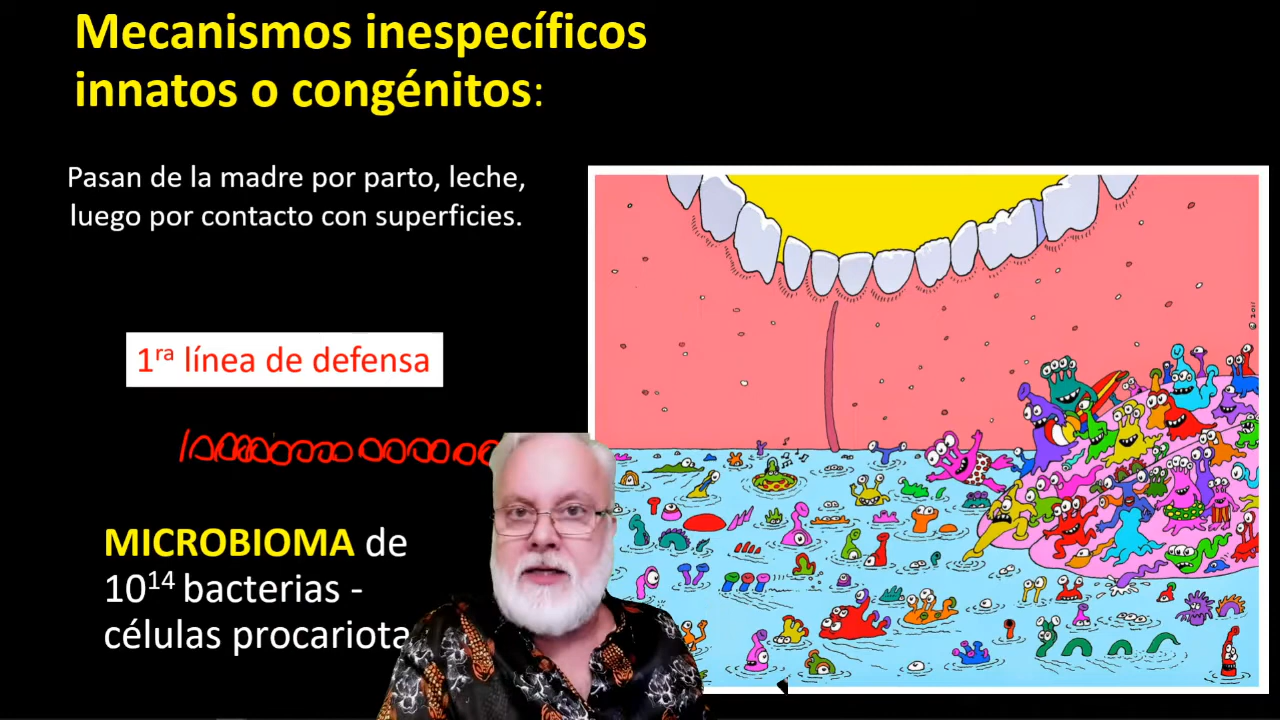 Mecanismos inespecíficos
innatos o congénitos:
Pasan de la madre por parto, leche,
luego por contacto con superficies.
1ra línea de defensa
MICROBIOMA de
10¹⁴ bacterias -
células procariota